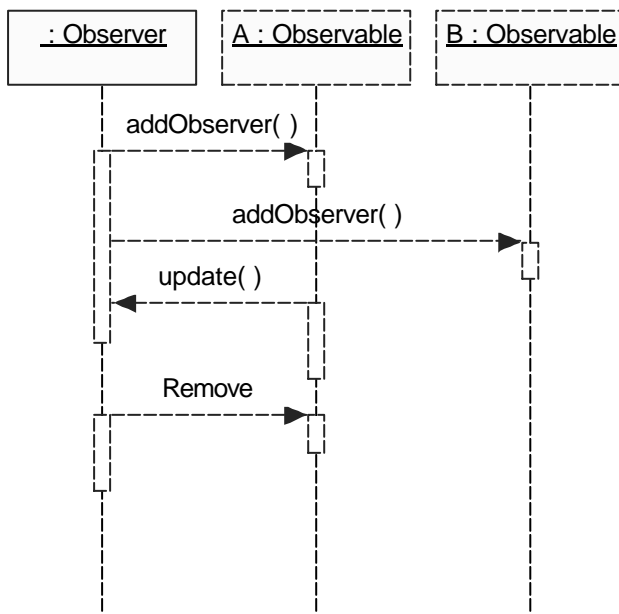 : Observer
A : Observable
B : Observable
addObserver( )
addObserver( )
update( )
Remove